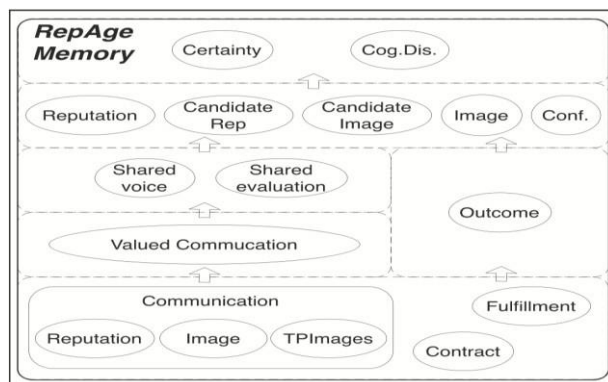 RepAge
Memory
Certainty
Cog.Dis.
Reputation
Candidate
Rep
Candidate
Image
Image
Conf.
Shared
voice
Shared
evaluation
Outcome
Valued Commucation
Communication
Reputation
Image
TPImages
Fulfillment
Contract